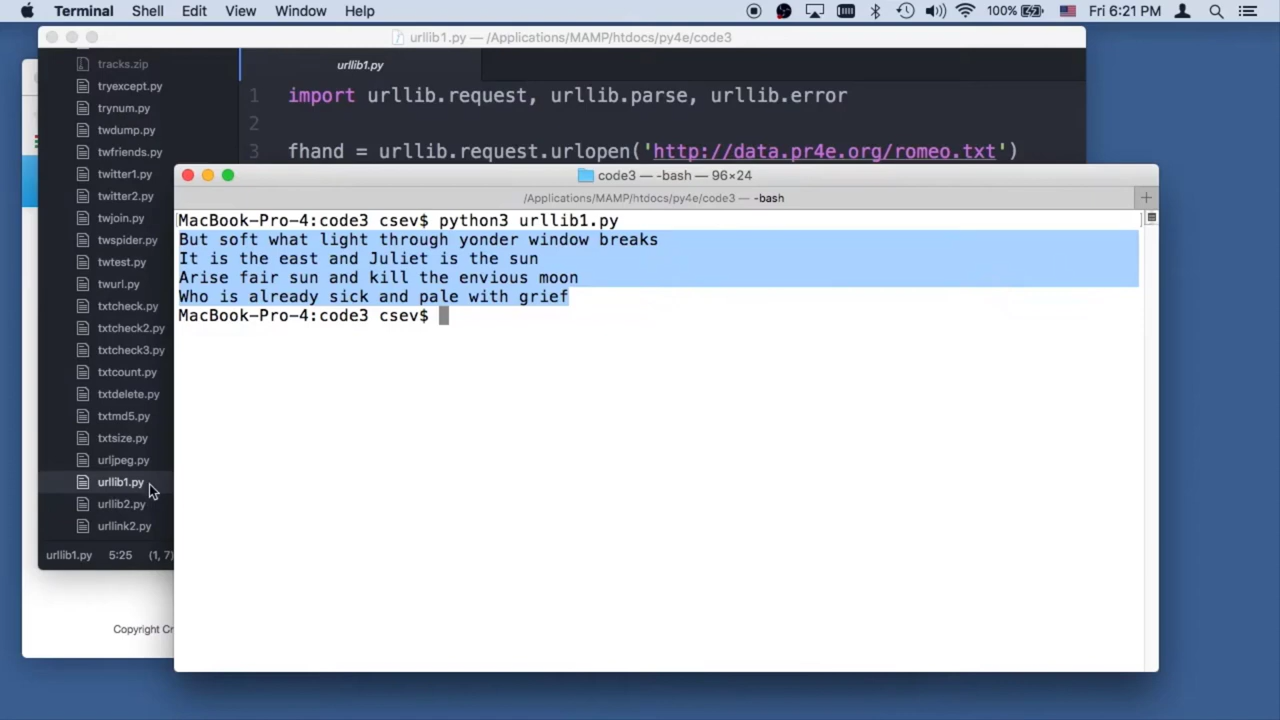 Terminal Shell Edit View Window Help 100% Fri 6:21 PM
urllib1.py — /Applications/MAMP/htdocs/py4e/code3
tracks.zip
tryexcept.py
trynum.py
twdump.py
twfriends.py
twitter1.py
twitter2.py
twjoin.py
twspider.py
twtest.py
twurl.py
txtcheck.py
txtcheck2.py
txtcheck3.py
txtcount.py
txtdelete.py
txtmd5.py
txtsize.py
urljpeg.py
urllib1.py
urllib2.py
urllink2.py
urllib1.py 5:25 (1, 7)
urllib1.py
1 import urllib.request, urllib.parse, urllib.error
2
3 fhand = urllib.request.urlopen('http://data.pr4e.org/romeo.txt')
code3 — -bash — 96×24
/Applications/MAMP/htdocs/py4e/code3 — -bash
MacBook-Pro-4:code3 csev$ python3 urllib1.py
But soft what light through yonder window breaks
It is the east and Juliet is the sun
Arise fair sun and kill the envious moon
Who is already sick and pale with grief
MacBook-Pro-4:code3 csev$
Copyright